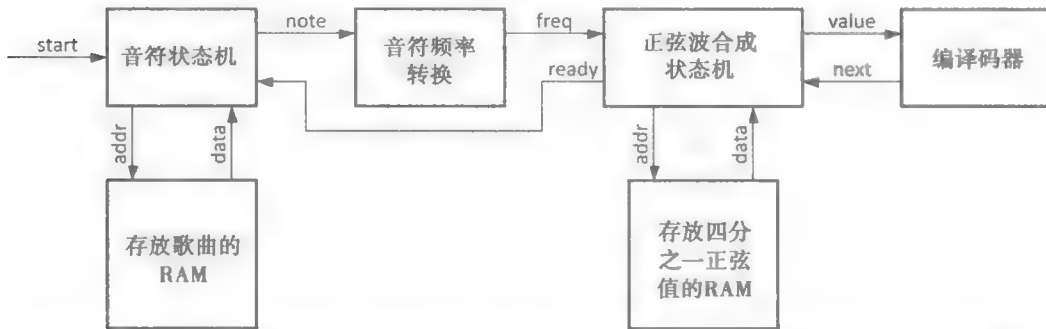 start
音符状态机
note
音符频率
转换
freq
ready
正弦波合成
状态机
value
next
编译码器
addr
data
存放歌曲的
RAM
addr
data
存放四分
之一正弦
值的RAM